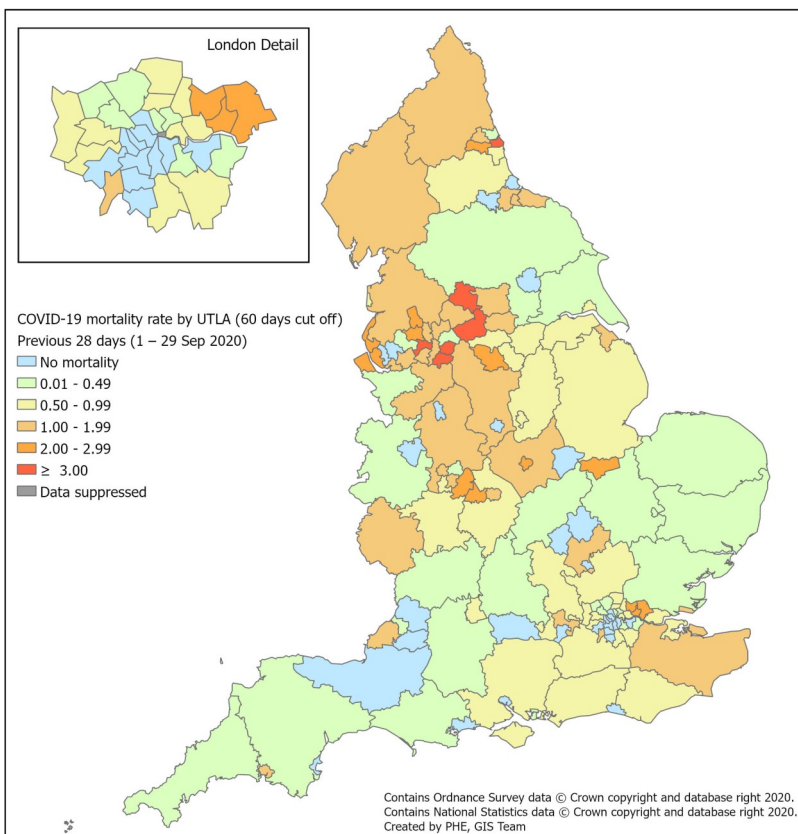 London Detail
COVID-19 mortality rate by UTLA (60 days cut off)
Previous 28 days (1 – 29 Sep 2020)
No mortality
0.01 - 0.49
0.50 - 0.99
1.00 - 1.99
2.00 - 2.99
≥ 3.00
Data suppressed
Contains Ordnance Survey data © Crown copyright and database right 2020.
Contains National Statistics data © Crown copyright and database right 2020.
Created by PHE, GIS Team